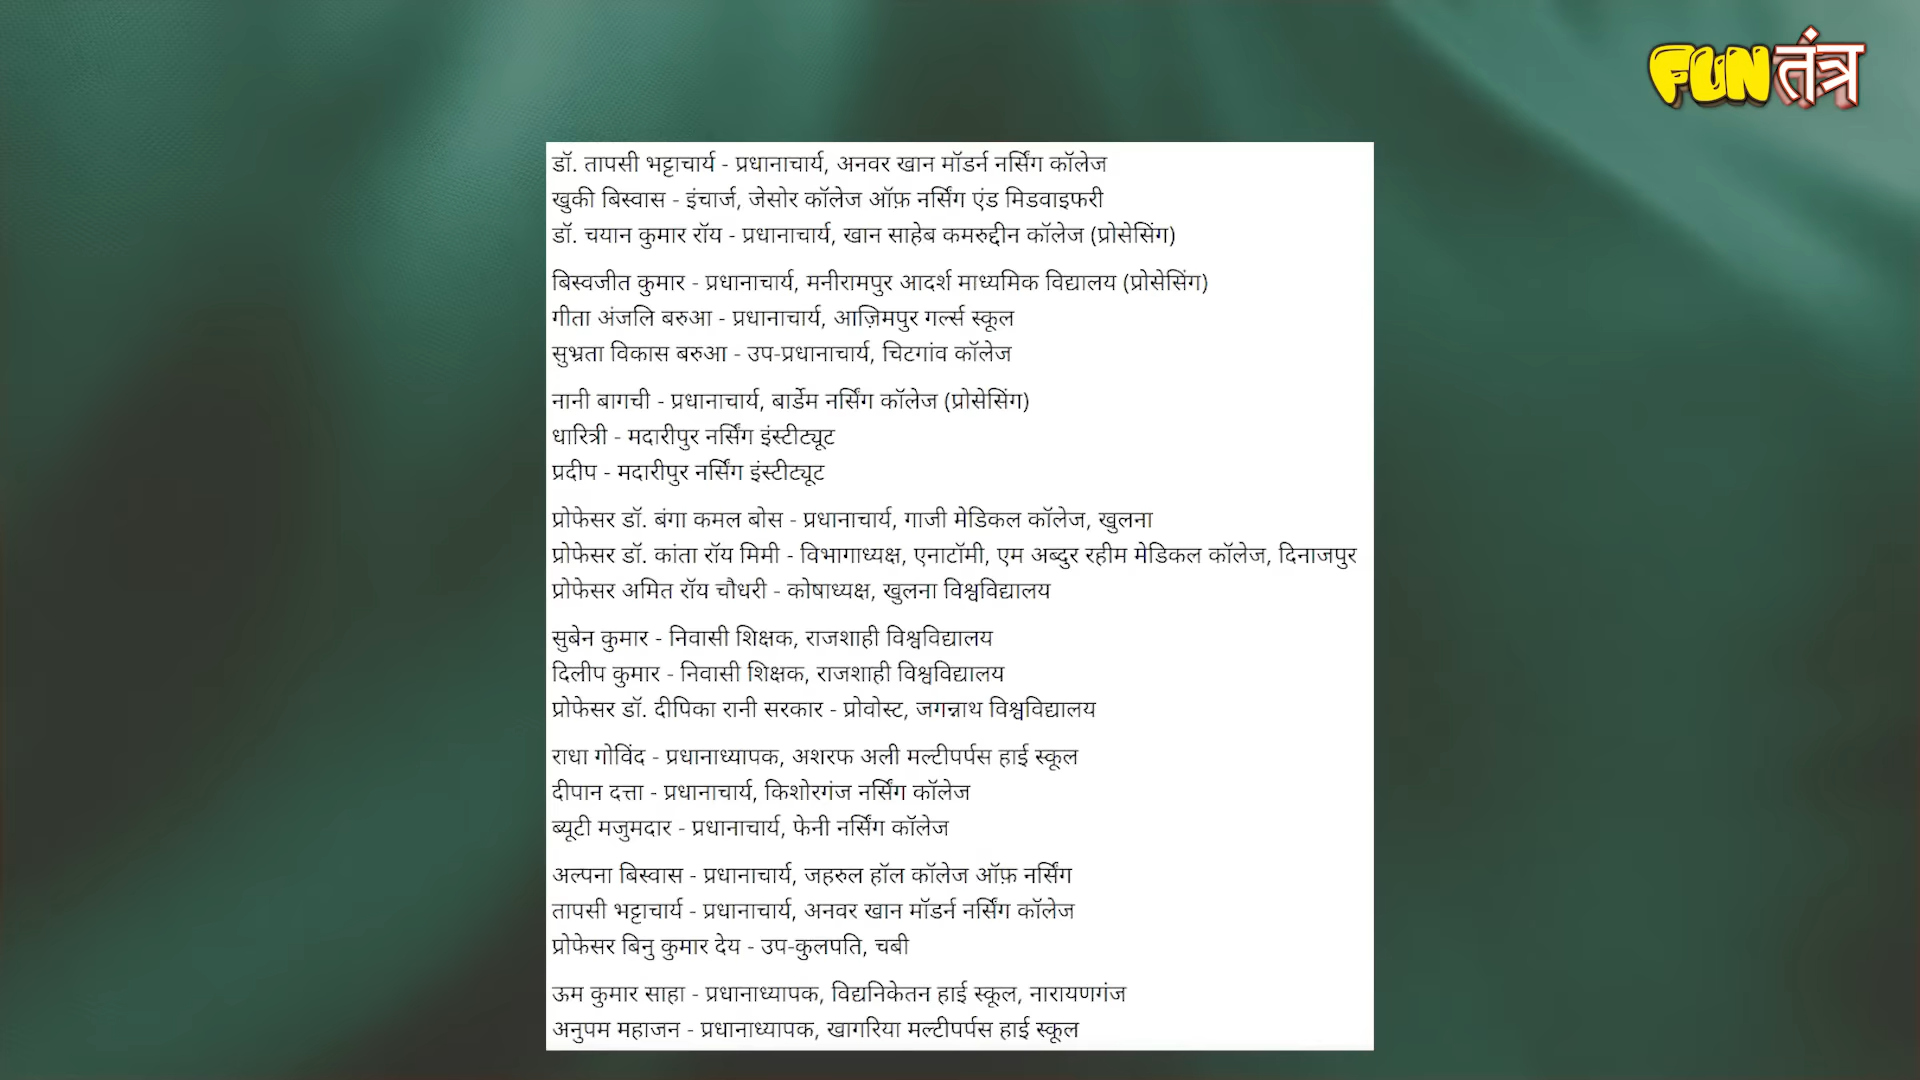 FUNतंत्र
डॉ. तापसी भट्टाचार्य - प्रधानाचार्य, अनवर खान मॉडर्न नर्सिंग कॉलेज
खुकी बिस्वास - इंचार्ज, जेसोर कॉलेज ऑफ़ नर्सिंग एंड मिडवाइफरी
डॉ. चयान कुमार रॉय - प्रधानाचार्य, खान साहेब कमरुद्दीन कॉलेज (प्रोसेसिंग)
बिस्वजीत कुमार - प्रधानाचार्य, मनीरामपुर आदर्श माध्यमिक विद्यालय (प्रोसेसिंग)
गीता अंजलि बरुआ - प्रधानाचार्य, आज़िमपुर गर्ल्स स्कूल
सुभ्रता विकास बरुआ - उप-प्रधानाचार्य, चिटगांव कॉलेज
नानी बागची - प्रधानाचार्य, बार्डेम नर्सिंग कॉलेज (प्रोसेसिंग)
धारित्री - मदारीपुर नर्सिंग इंस्टीट्यूट
प्रदीप - मदारीपुर नर्सिंग इंस्टीट्यूट
प्रोफेसर डॉ. बंगा कमल बोस - प्रधानाचार्य, गाजी मेडिकल कॉलेज, खुलना
प्रोफेसर डॉ. कांता रॉय मिमी - विभागाध्यक्ष, एनाटॉमी, एम अब्दुर रहीम मेडिकल कॉलेज, दिनाजपुर
प्रोफेसर अमित रॉय चौधरी - कोषाध्यक्ष, खुलना विश्वविद्यालय
सुबेन कुमार - निवासी शिक्षक, राजशाही विश्वविद्यालय
दिलीप कुमार - निवासी शिक्षक, राजशाही विश्वविद्यालय
प्रोफेसर डॉ. दीपिका रानी सरकार - प्रोवोस्ट, जगन्नाथ विश्वविद्यालय
राधा गोविंद - प्रधानाध्यापक, अशरफ अली मल्टीपर्पस हाई स्कूल
दीपान दत्ता - प्रधानाचार्य, किशोरगंज नर्सिंग कॉलेज
ब्यूटी मजुमदार - प्रधानाचार्य, फेनी नर्सिंग कॉलेज
अल्पना बिस्वास - प्रधानाचार्य, जहरुल हॉल कॉलेज ऑफ़ नर्सिंग
तापसी भट्टाचार्य - प्रधानाचार्य, अनवर खान मॉडर्न नर्सिंग कॉलेज
प्रोफेसर बिनु कुमार देय - उप-कुलपति, चबी
ऊम कुमार साहा - प्रधानाध्यापक, विद्यनिकेतन हाई स्कूल, नारायणगंज
अनुपम महाजन - प्रधानाध्यापक, खागरिया मल्टीपर्पस हाई स्कूल